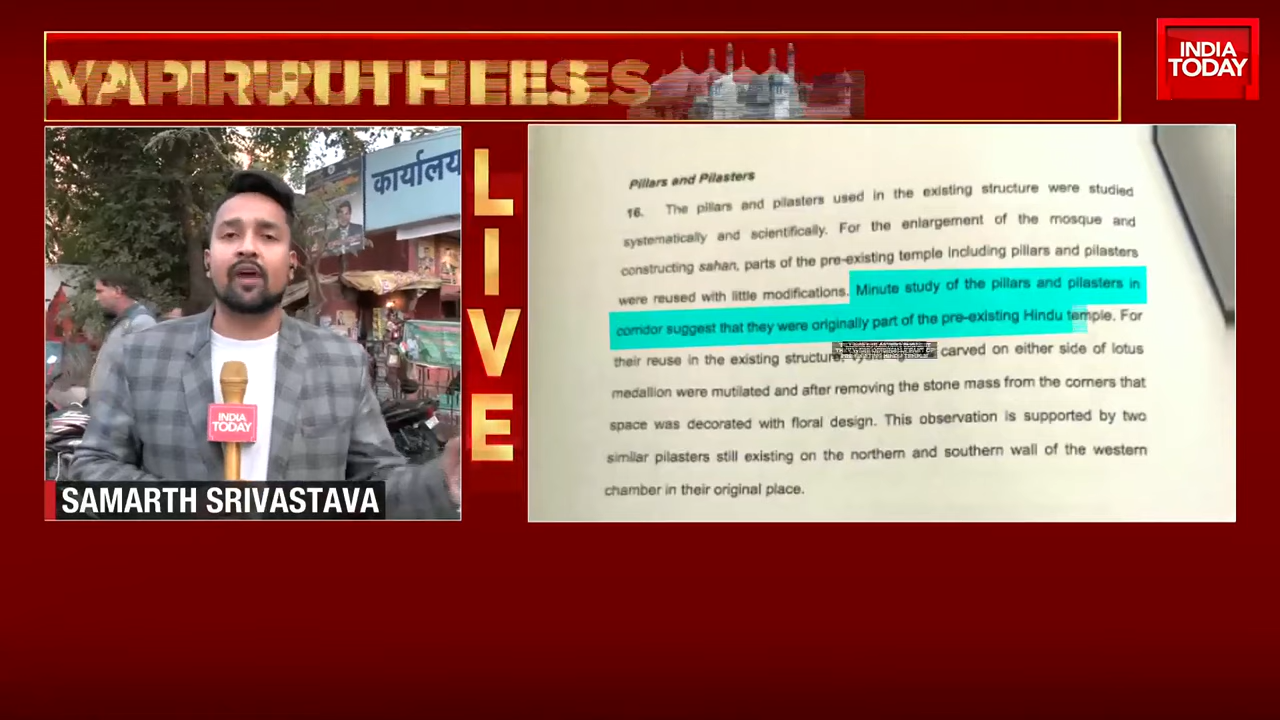 INDIA
TODAY
कार्यालय
INDIA
TODAY
SAMARTH SRIVASTAVA
LIVE
Pillars and Pilasters
16. The pillars and pilasters used in the existing structure were studied
systematically and scientifically. For the enlargement of the mosque and
constructing sahan, parts of the pre-existing temple including pillars and pilasters
were reused with little modifications. Minute study of the pillars and pilasters in
corridor suggest that they were originally part of the pre-existing Hindu temple. For
their reuse in the existing structure, carved on either side of lotus
medallion were mutilated and after removing the stone mass from the corners that
space was decorated with floral design. This observation is supported by two
similar pilasters still existing on the northern and southern wall of the western
chamber in their original place.